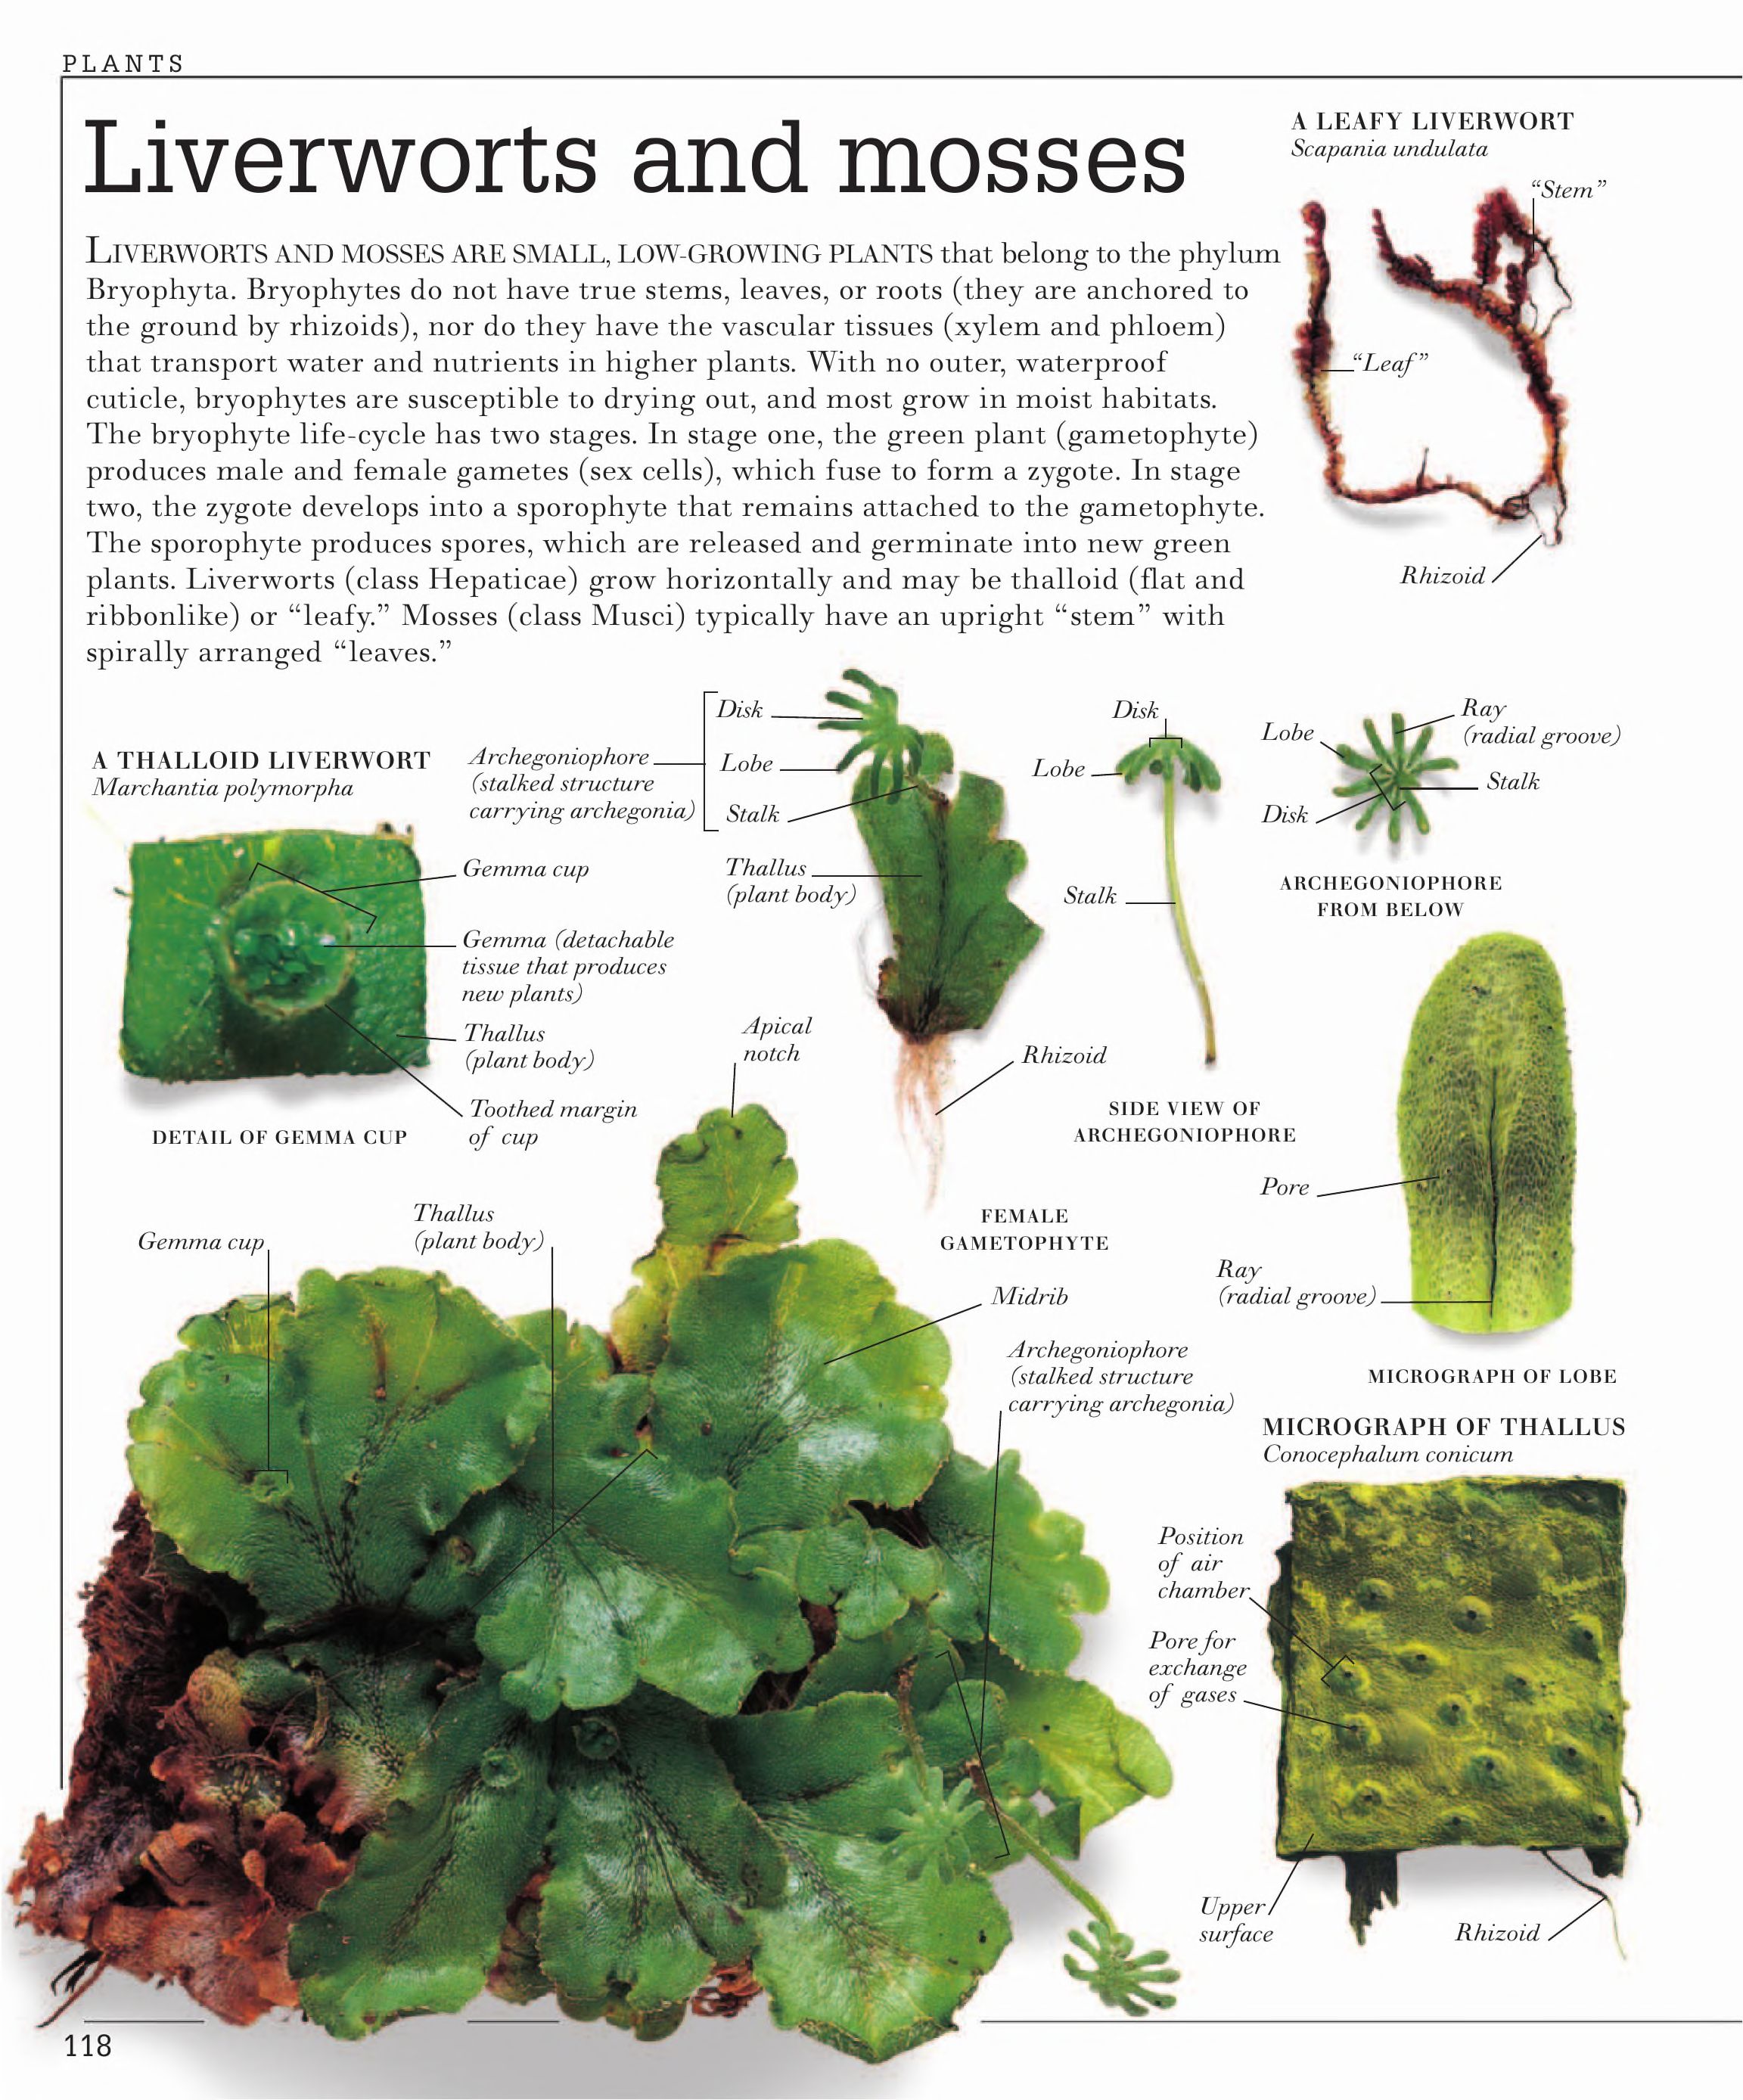 PLANTS
Liverworts and mosses
LIVERWORTS AND MOSSES ARE SMALL, LOW-GROWING PLANTS that belong to the phylum
Bryophyta. Bryophytes do not have true stems, leaves, or roots (they are anchored to
the ground by rhizoids), nor do they have the vascular tissues (xylem and phloem)
that transport water and nutrients in higher plants. With no outer, waterproof
cuticle, bryophytes are susceptible to drying out, and most grow in moist habitats.
The bryophyte life-cycle has two stages. In stage one, the green plant (gametophyte)
produces male and female gametes (sex cells), which fuse to form a zygote. In stage
two, the zygote develops into a sporophyte that remains attached to the gametophyte.
The sporophyte produces spores, which are released and germinate into new green
plants. Liverworts (class Hepaticae) grow horizontally and may be thalloid (flat and
ribbonlike) or “leafy.” Mosses (class Musci) typically have an upright “stem” with
spirally arranged “leaves.”
A LEAFY LIVERWORT
Scapania undulata
“Stem”
“Leaf”
Rhizoid
A THALLOID LIVERWORT
Marchantia polymorpha
Gemma cup
Gemma (detachable
tissue that produces
new plants)
Thallus
(plant body)
Toothed margin
of cup
DETAIL OF GEMMA CUP
Archegoniophore
(stalked structure
carrying archegonia)
Disk
Lobe
Stalk
Thallus
(plant body)
Rhizoid
FEMALE
GAMETOPHYTE
Disk
Lobe
Stalk
SIDE VIEW OF
ARCHEGONIOPHORE
Lobe
Ray
(radial groove)
Stalk
Disk
ARCHEGONIOPHORE
FROM BELOW
Pore
Ray
(radial groove)
MICROGRAPH OF LOBE
Apical
notch
Gemma cup
Thallus
(plant body)
Midrib
Archegoniophore
(stalked structure
carrying archegonia)
MICROGRAPH OF THALLUS
Conocephalum conicum
Position
of air
chamber
Pore for
exchange
of gases
Upper
surface
Rhizoid
118